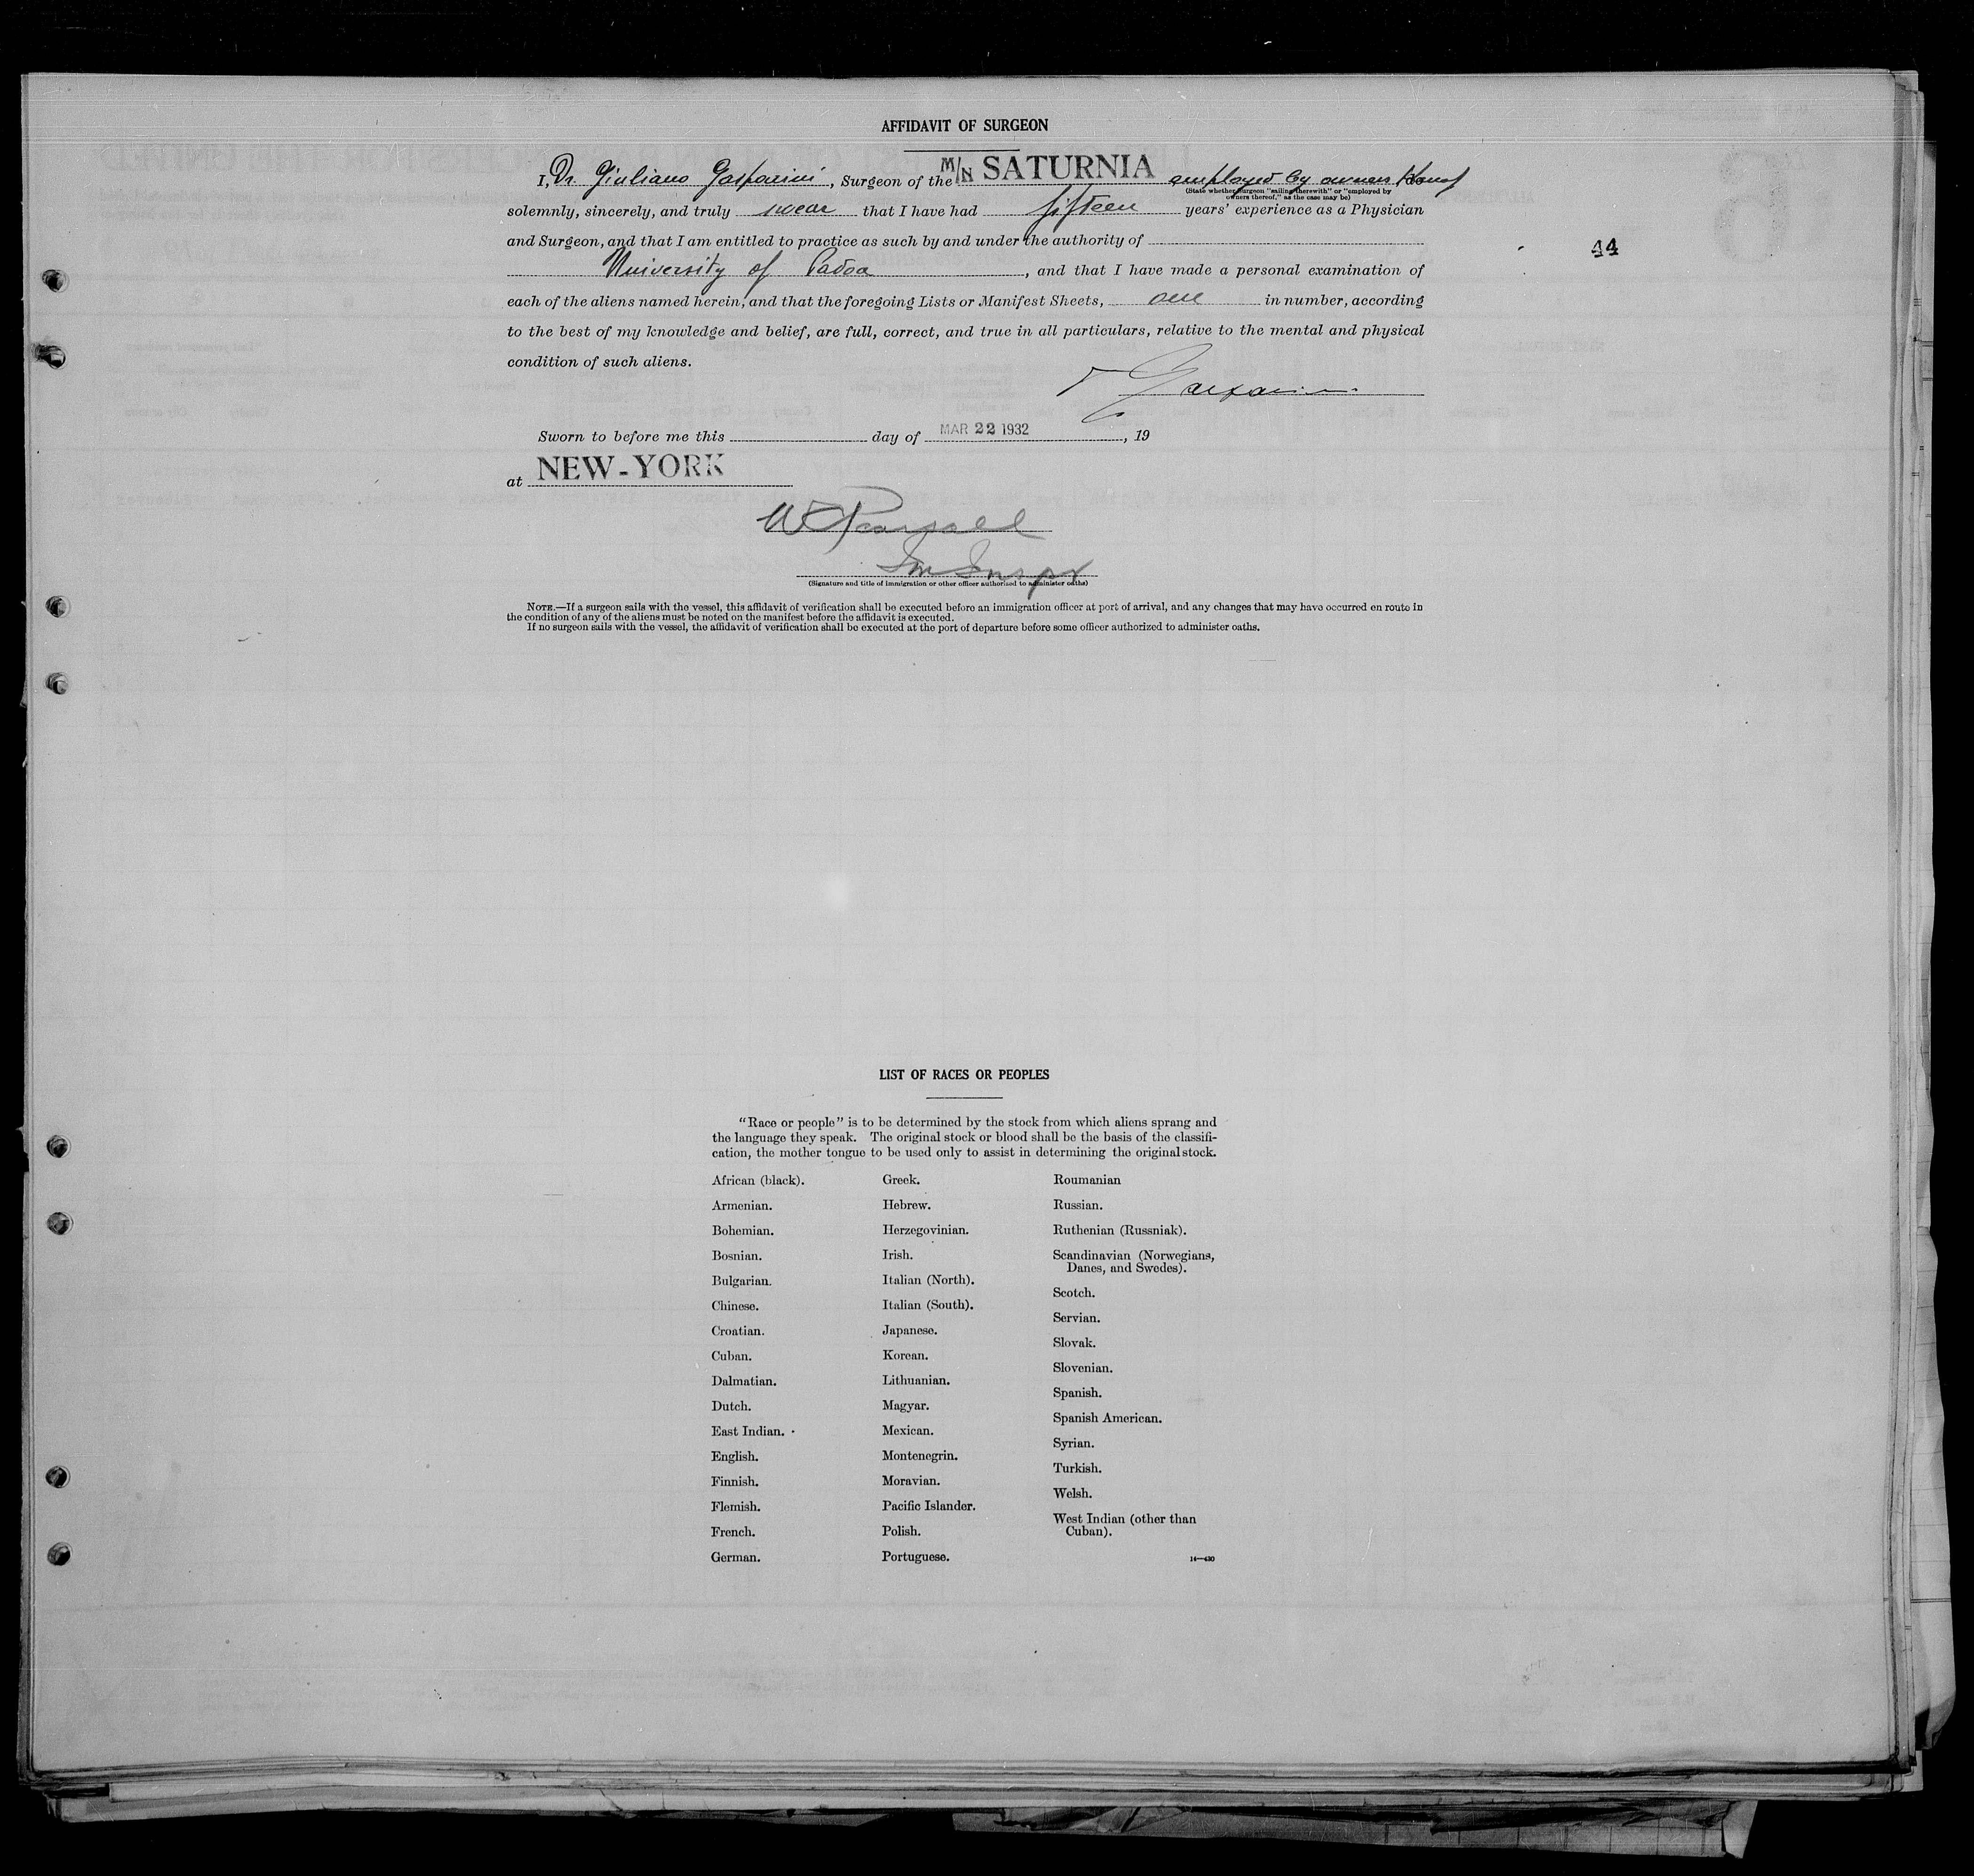 AFFIDAVIT OF SURGEON
I, Dr. Giuliano Gasparini, Surgeon of the M/N SATURNIA employed by owners thereof
(State whether surgeon "sailing therewith" or "employed by
owners thereof," as the case may be)
solemnly, sincerely, and truly swear that I have had fifteen years' experience as a Physician
and Surgeon, and that I am entitled to practice as such by and under the authority of
44
University of Padoa, and that I have made a personal examination of
each of the aliens named herein, and that the foregoing Lists or Manifest Sheets, one in number, according
to the best of my knowledge and belief, are full, correct, and true in all particulars, relative to the mental and physical
condition of such aliens.
Gasparini
Sworn to before me this day of MAR 22 1932, 19
at NEW-YORK
Im Inspr
(Signature and title of immigration or other officer authorized to administer oaths)
NOTE.—If a surgeon sails with the vessel, this affidavit of verification shall be executed before an immigration officer at port of arrival, and any changes that may have occurred en route in
the condition of any of the aliens must be noted on the manifest before the affidavit is executed.
If no surgeon sails with the vessel, the affidavit of verification shall be executed at the port of departure before some officer authorized to administer oaths.
LIST OF RACES OR PEOPLES
"Race or people" is to be determined by the stock from which aliens sprang and
the language they speak. The original stock or blood shall be the basis of the classifi-
cation, the mother tongue to be used only to assist in determining the original stock.
African (black).
Armenian.
Bohemian.
Bosnian.
Bulgarian.
Chinese.
Croatian.
Cuban.
Dalmatian.
Dutch.
East Indian.
English.
Finnish.
Flemish.
French.
German.
Greek.
Hebrew.
Herzegovinian.
Irish.
Italian (North).
Italian (South).
Japanese.
Korean.
Lithuanian.
Magyar.
Mexican.
Montenegrin.
Moravian.
Pacific Islander.
Polish.
Portuguese.
Roumanian
Russian.
Ruthenian (Russniak).
Scandinavian (Norwegians,
Danes, and Swedes).
Scotch.
Servian.
Slovak.
Slovenian.
Spanish.
Spanish American.
Syrian.
Turkish.
Welsh.
West Indian (other than
Cuban).
14—430